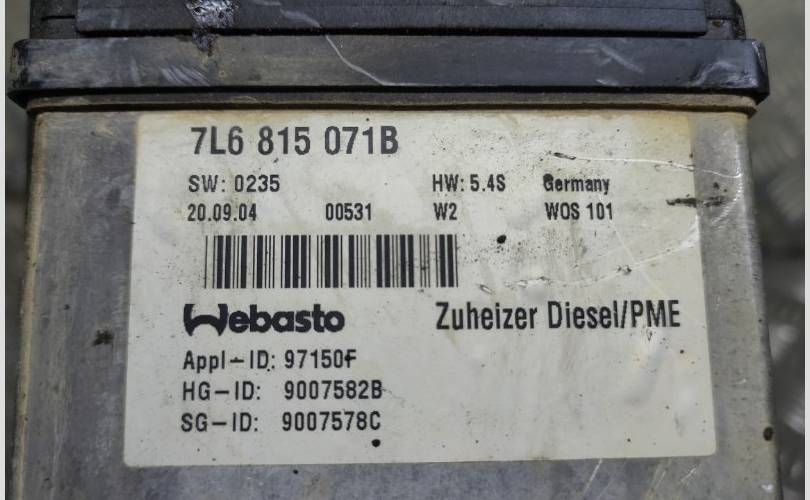 7L6 815 071B
SW: 0235 HW: 5.4S Germany
20.09.04 00531 W2 WOS 101
Webasto Zuheizer Diesel/PME
Appl-ID: 97150F
HG-ID: 9007582B
SG-ID: 9007578C